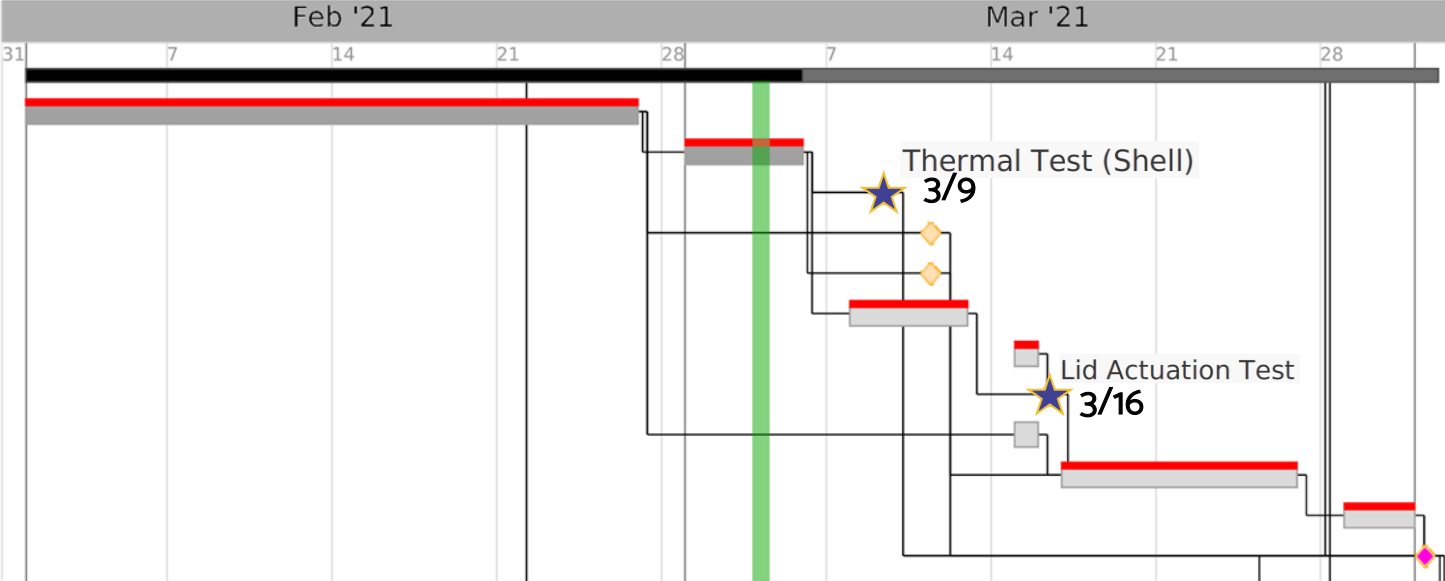 Feb '21 Mar '21
31 7 14 21 28 7 14 21 28
Thermal Test (Shell)
3/9
Lid Actuation Test
3/16